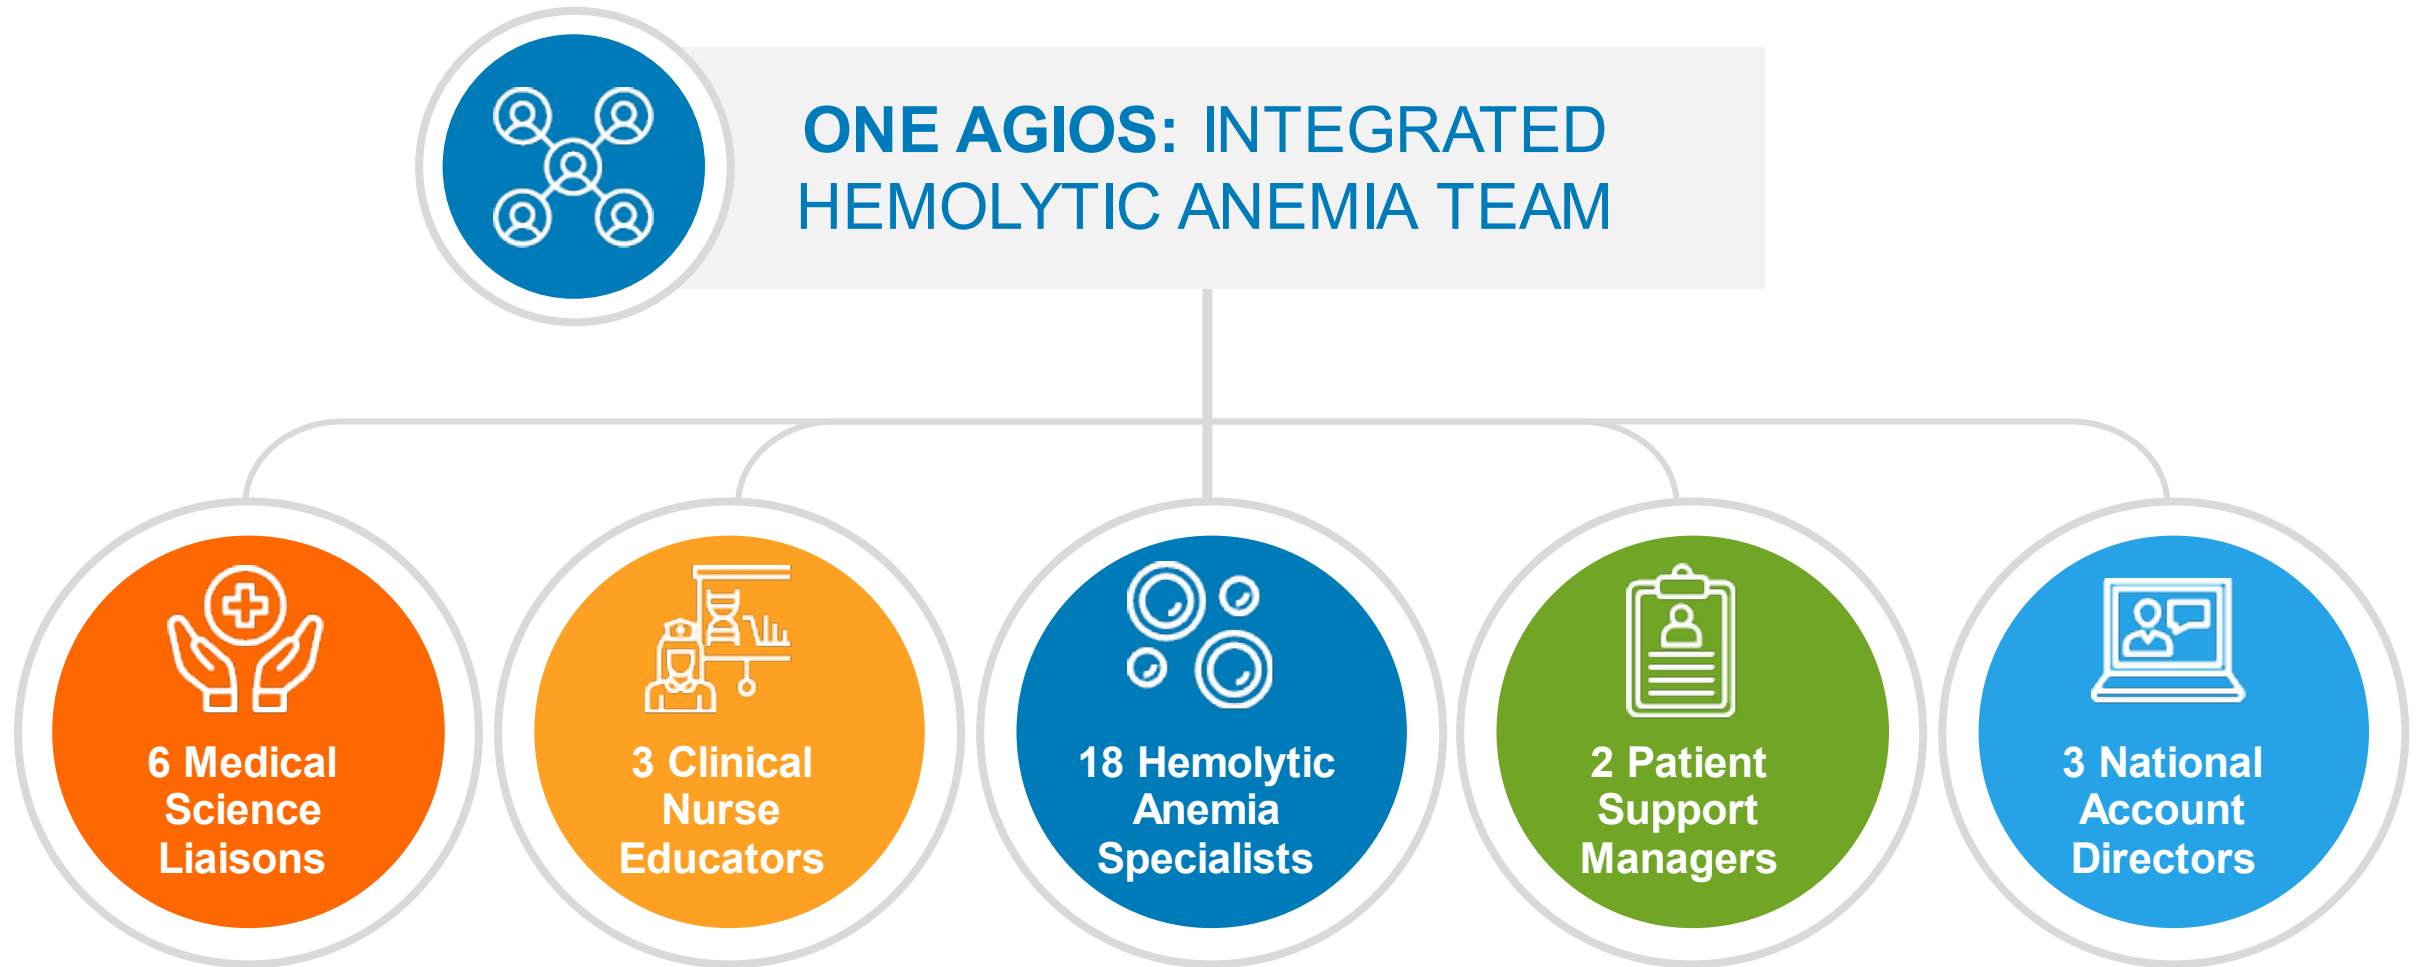 ONE AGIOS: INTEGRATED
HEMOLYTIC ANEMIA TEAM
6 Medical
Science
Liaisons
3 Clinical
Nurse
Educators
18 Hemolytic
Anemia
Specialists
2 Patient
Support
Managers
3 National
Account
Directors